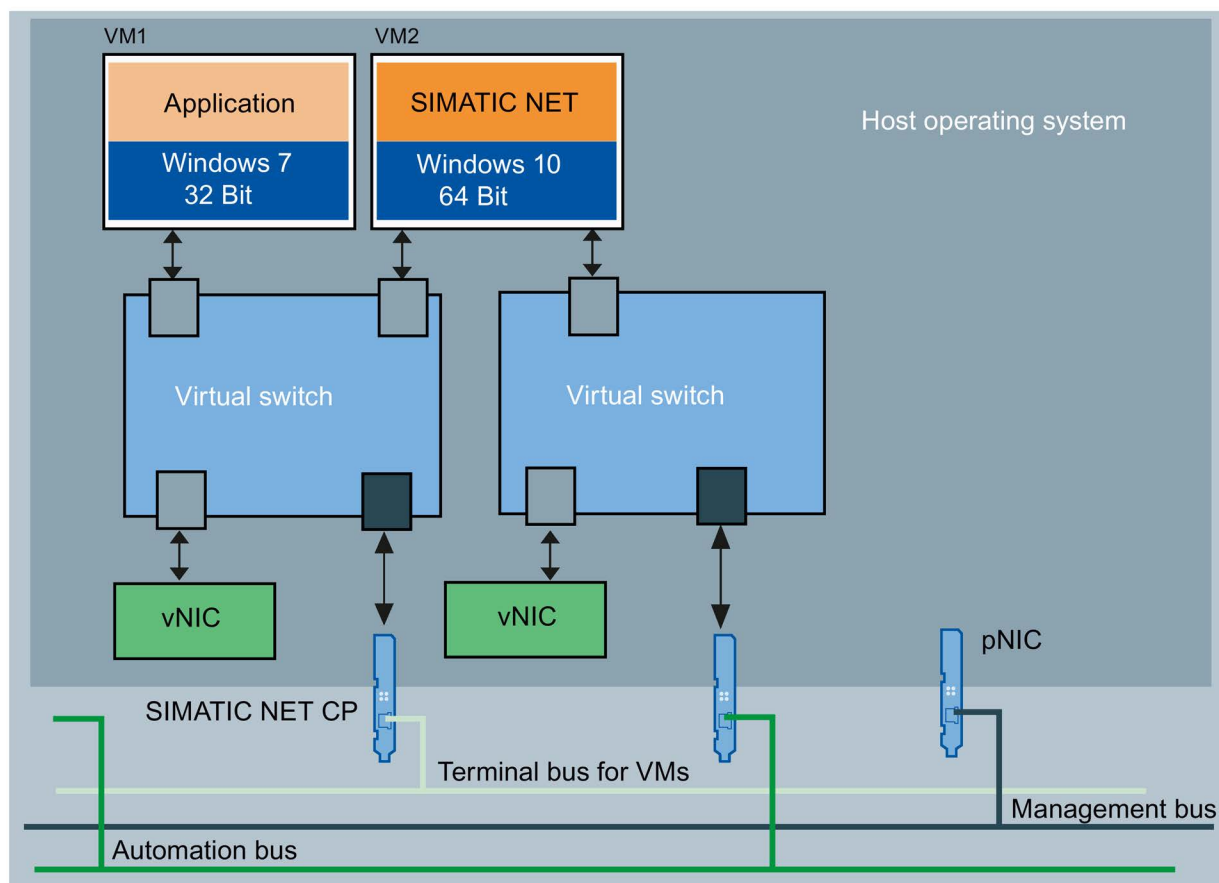 VM1
VM2
Application
SIMATIC NET
Host operating system
Windows 7
32 Bit
Windows 10
64 Bit
Virtual switch
Virtual switch
vNIC
vNIC
pNIC
SIMATIC NET CP
Terminal bus for VMs
Management bus
Automation bus